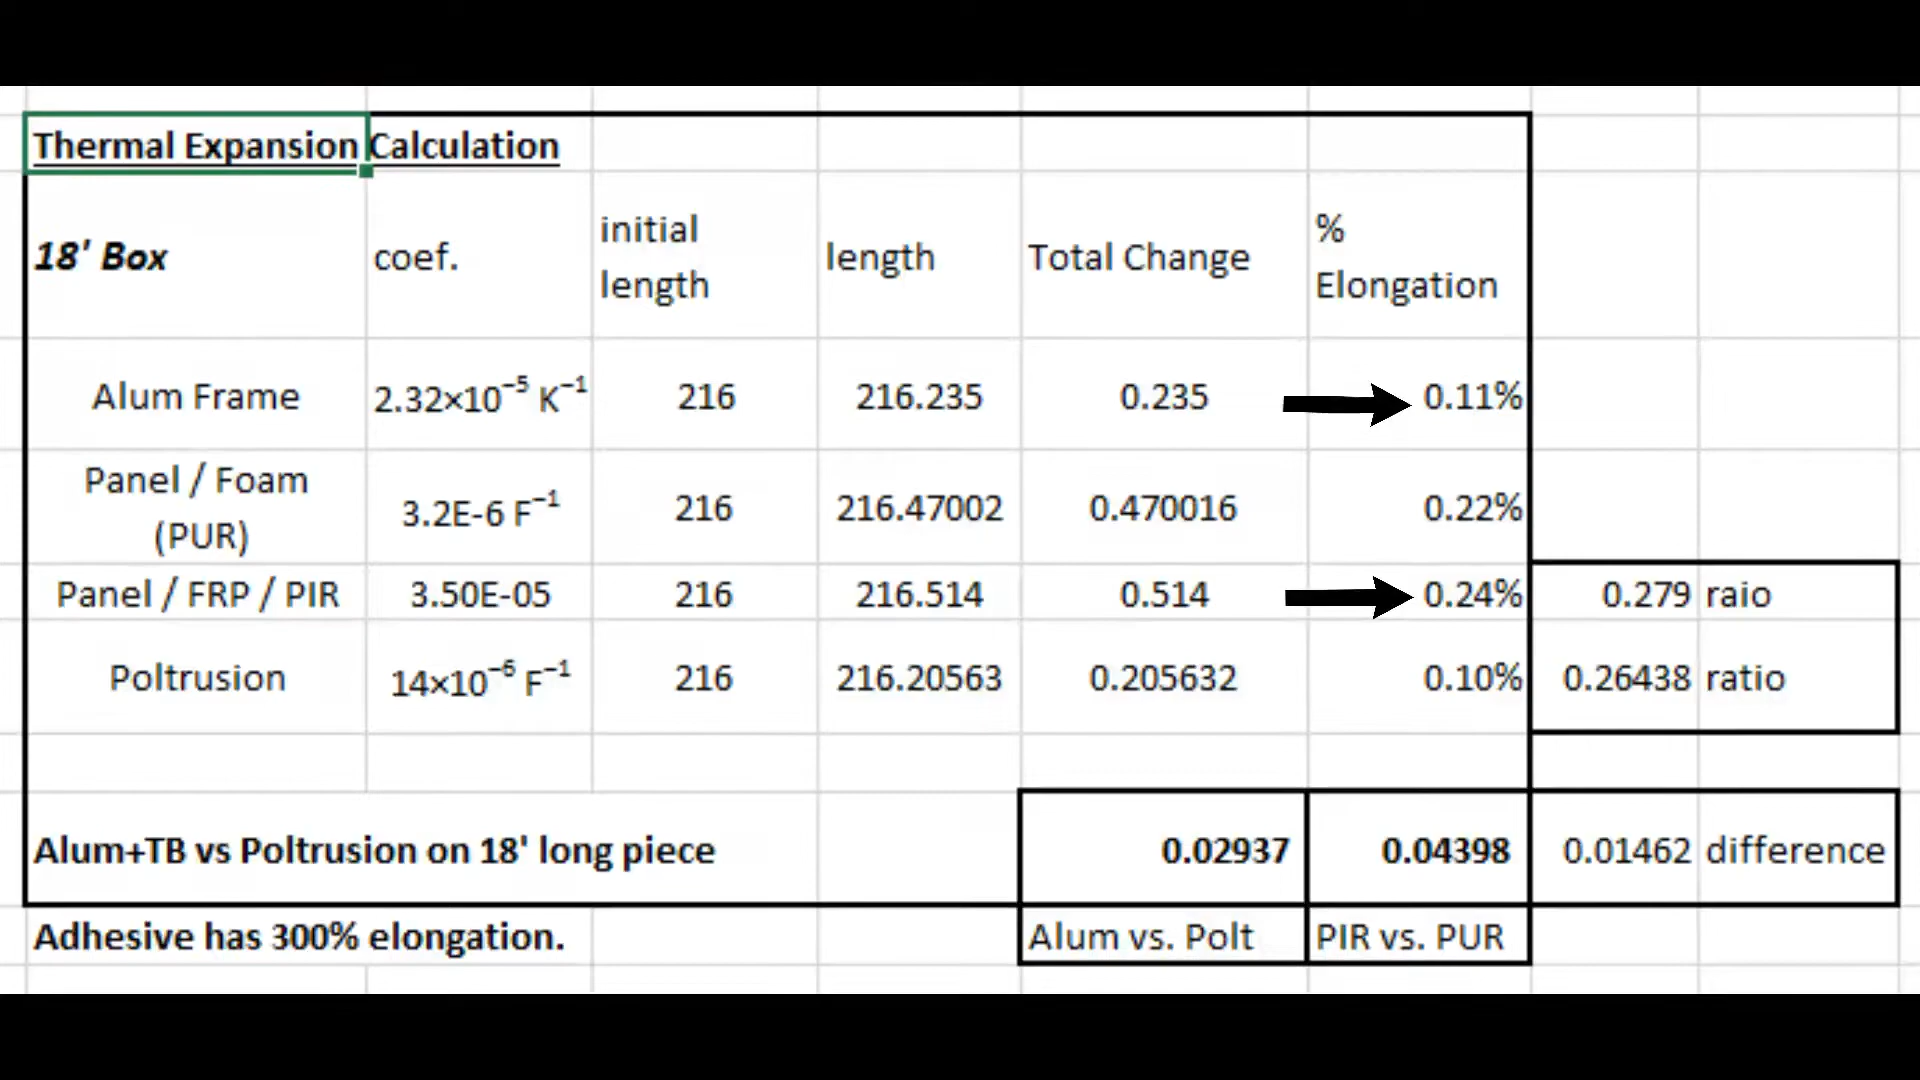 Thermal Expansion Calculation
18' Box coef. initial length length Total Change % Elongation
Alum Frame 2.32×10⁻⁵ K⁻¹ 216 216.235 0.235 0.11%
Panel / Foam (PUR) 3.2E-6 F⁻¹ 216 216.47002 0.470016 0.22%
Panel / FRP / PIR 3.50E-05 216 216.514 0.514 0.24% 0.279 raio
Poltrusion 14×10⁻⁶ F⁻¹ 216 216.20563 0.205632 0.10% 0.26438 ratio
Alum+TB vs Poltrusion on 18' long piece 0.02937 0.04398 0.01462 difference
Adhesive has 300% elongation. Alum vs. Polt PIR vs. PUR